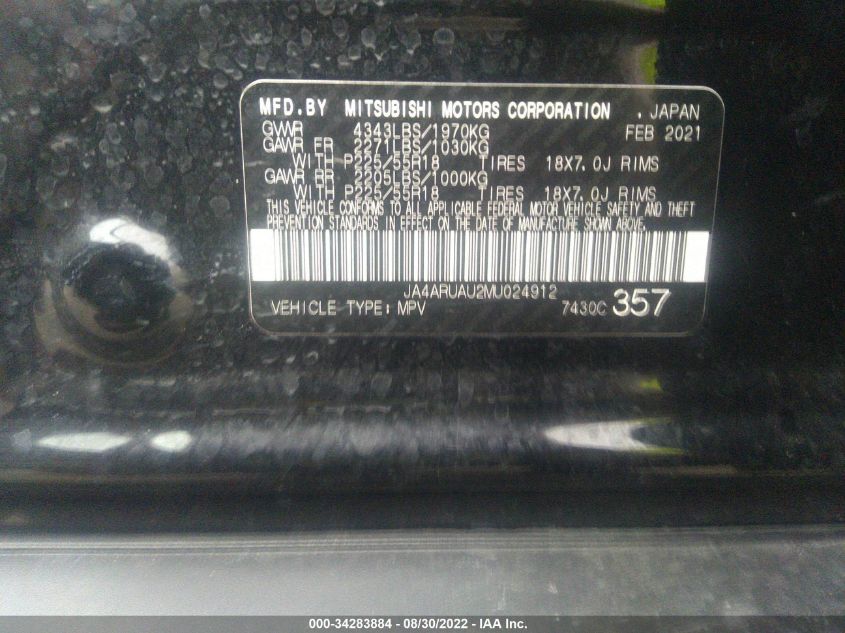 MFD.BY MITSUBISHI MOTORS CORPORATION .JAPAN
GVWR 4343LBS/1970KG FEB 2021
GAWR FR 2271LBS/1030KG
WITH P225/55R18 TIRES 18X7.0J RIMS
GAWR RR 2205LBS/1000KG
WITH P225/55R18 TIRES 18X7.0J RIMS
THIS VEHICLE CONFORMS TO ALL APPLICABLE FEDERAL MOTOR VEHICLE SAFETY AND THEFT
PREVENTION STANDARDS IN EFFECT ON THE DATE OF MANUFACTURE SHOWN ABOVE.
JA4ARUAU2MU024912
VEHICLE TYPE: MPV 7430C 357
000-34283884 - 08/30/2022 - IAA Inc.